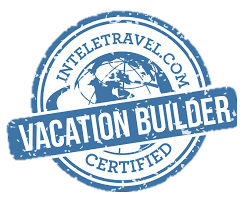 INTELETRAVEL.COM
VACATION BUILDER
CERTIFIED